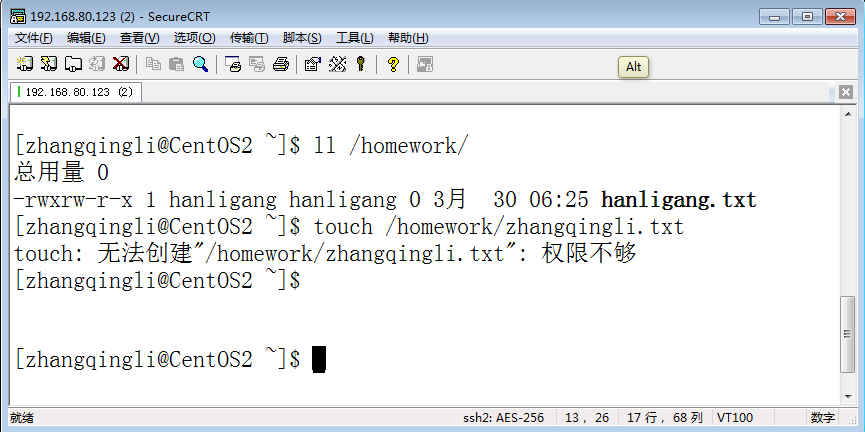 192.168.80.123 (2) - SecureCRT
文件(F) 编辑(E) 查看(V) 选项(O) 传输(T) 脚本(S) 工具(L) 帮助(H)
Alt
192.168.80.123 (2)
[zhangqingli@CentOS2 ~]$ ll /homework/
总用量 0
-rwxrw-r-x 1 hanligang hanligang 0 3月  30 06:25 hanligang.txt
[zhangqingli@CentOS2 ~]$ touch /homework/zhangqingli.txt
touch: 无法创建"/homework/zhangqingli.txt": 权限不够
[zhangqingli@CentOS2 ~]$
[zhangqingli@CentOS2 ~]$
就绪 ssh2: AES-256 13 , 26 17 行 , 68 列 VT100 数字